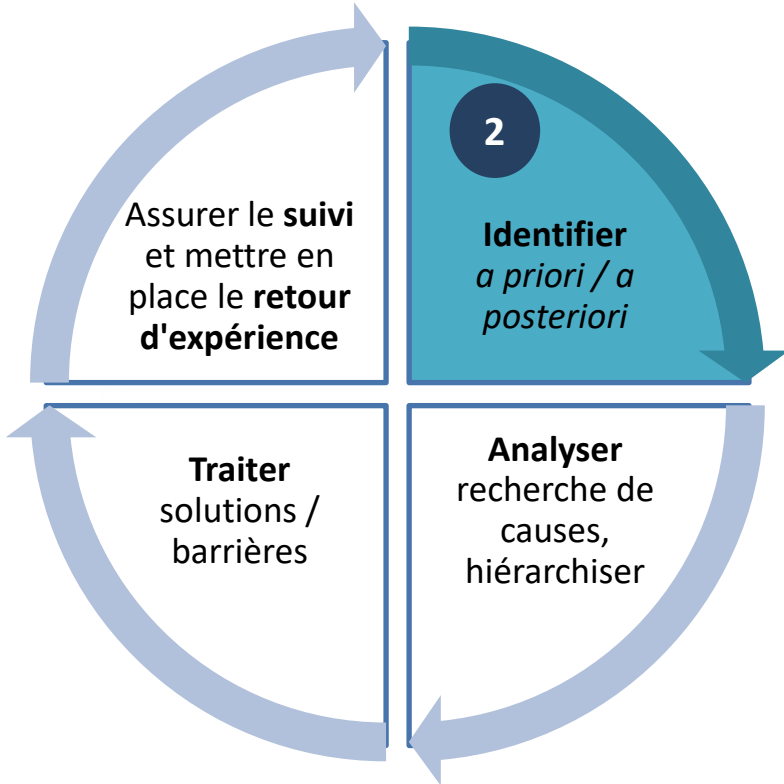 2
Identifier
a priori / a
posteriori
Analyser
recherche de
causes,
hiérarchiser
Traiter
solutions /
barrières
Assurer le suivi
et mettre en
place le retour
d'expérience